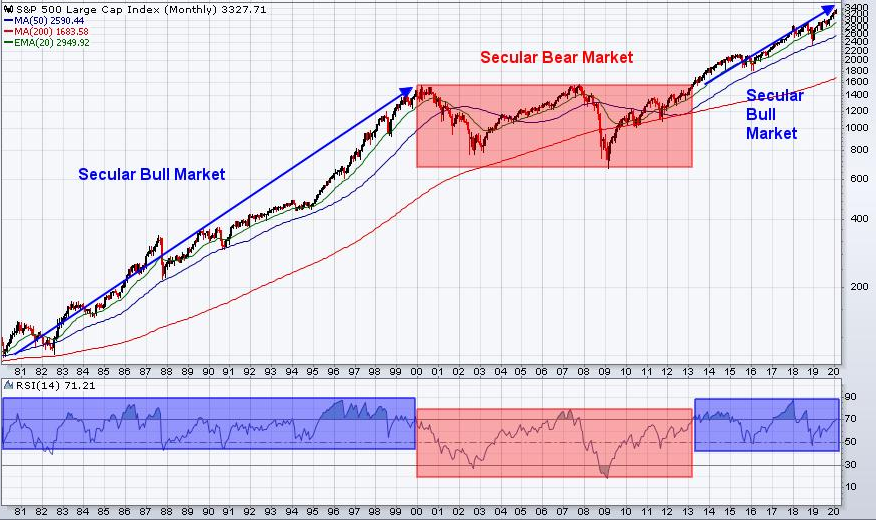 S&P 500 Large Cap Index (Monthly) 3327.71
MA(50) 2590.44
MA(200) 1683.58
EMA(20) 2949.92
Secular Bull Market
Secular Bear Market
Secular
Bull
Market
3400
3200
3000
2800
2600
2400
2200
2000
1800
1600
1400
1200
1000
800
600
400
200
81 82 83 84 85 86 87 88 89 90 91 92 93 94 95 96 97 98 99 00 01 02 03 04 05 06 07 08 09 10 11 12 13 14 15 16 17 18 19 20
RSI(14) 71.21
90
70
50
30
10
81 82 83 84 85 86 87 88 89 90 91 92 93 94 95 96 97 98 99 00 01 02 03 04 05 06 07 08 09 10 11 12 13 14 15 16 17 18 19 20